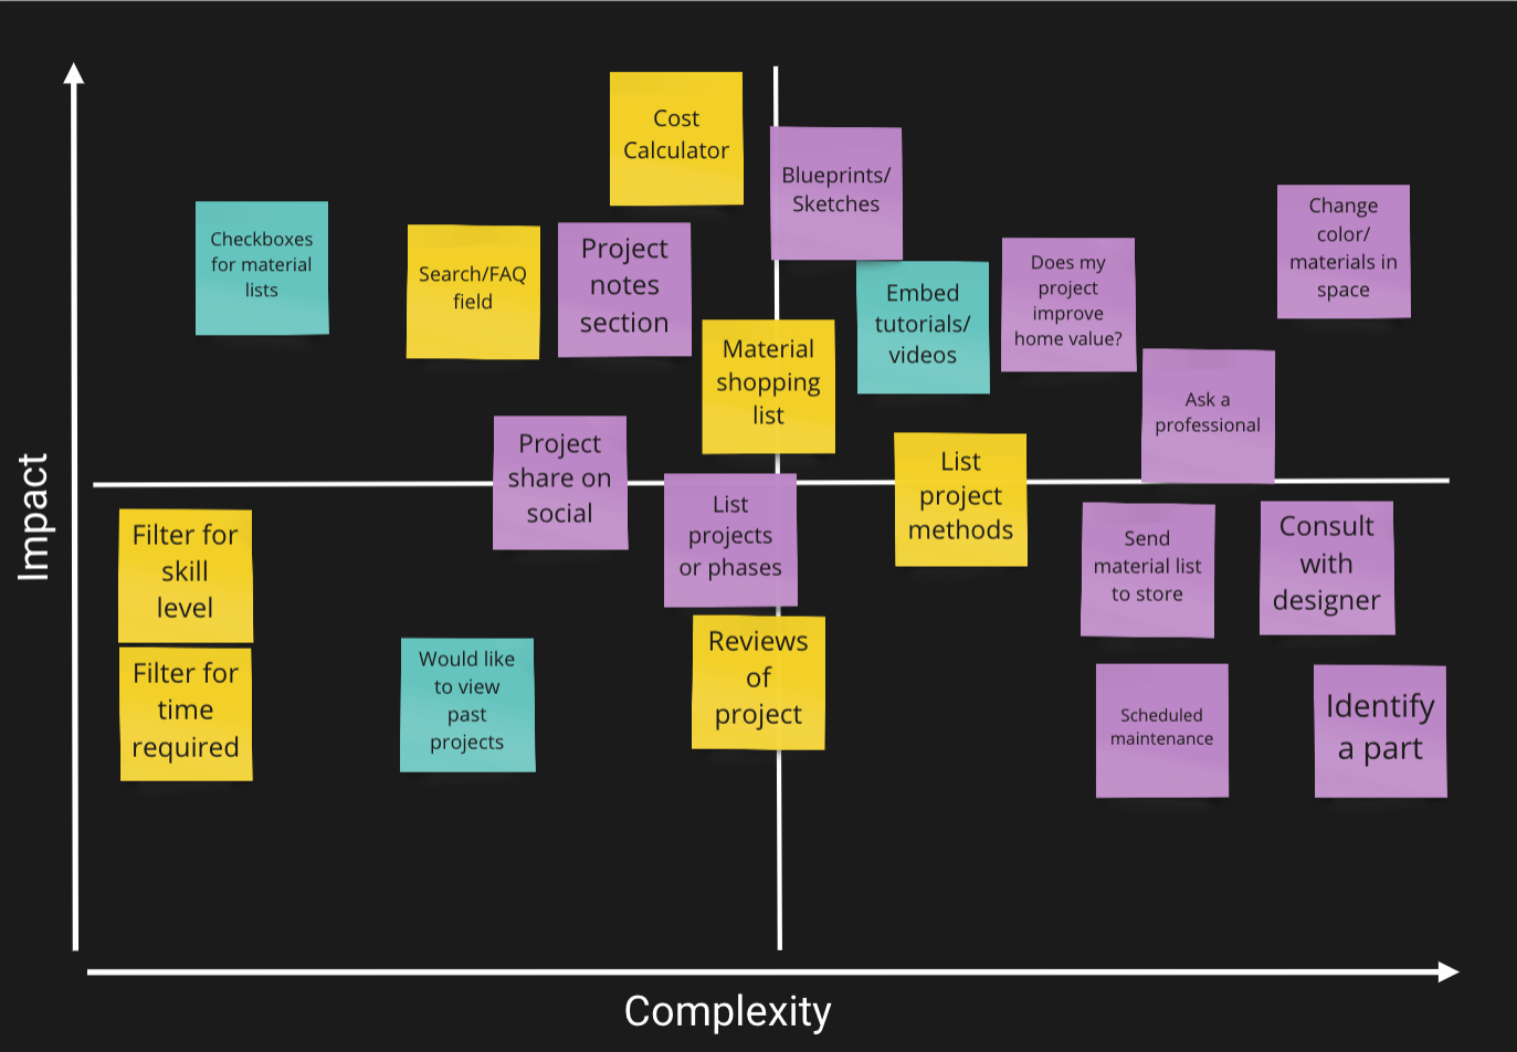 Cost
Calculator
Blueprints/
Sketches
Change
color/
materials in
space
Checkboxes
for material
lists
Search/FAQ
field
Project
notes
section
Does my
project
improve
home value?
Embed
tutorials/
videos
Material
shopping
list
Ask a
professional
Project
share on
social
List
project
methods
List
projects
or phases
Impact
Filter for
skill
level
Send
material list
to store
Consult
with
designer
Filter for
time
required
Would like
to view
past
projects
Reviews
of
project
Scheduled
maintenance
Identify
a part
Complexity